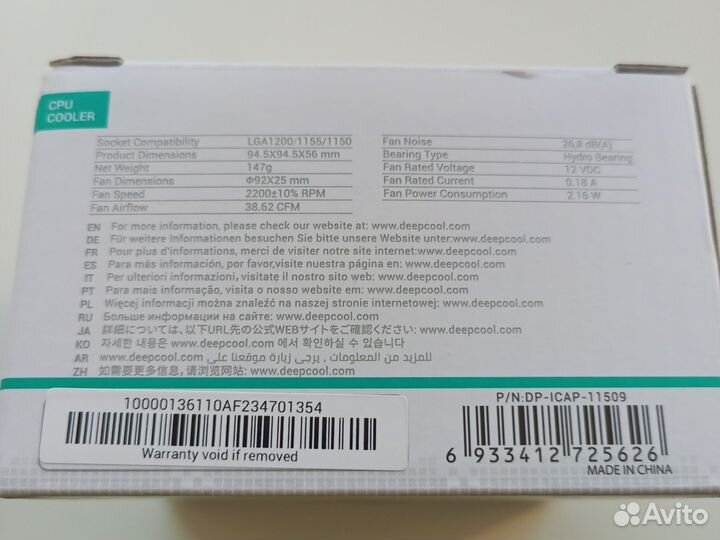 CPU
COOLER
Socket Compatibility LGA1200/1155/1150
Product Dimensions 94.5X94.5X56 mm
Net Weight 147g
Fan Dimensions Φ92X25 mm
Fan Speed 2200±10% RPM
Fan Airflow 38.62 CFM
Fan Noise 26,8 dB(A)
Bearing Type Hydro Bearing
Fan Rated Voltage 12 VDC
Fan Rated Current 0.18 A
Fan Power Consumption 2.16 W
EN For more information, please check our website at: www.deepcool.com
DE Für weitere Informationen besuchen Sie bitte unsere Website unter:www.deepcool.com
FR Pour plus d'informations, merci de visiter notre site internet:www.deepcool.com
ES Para más información, por favor,visite nuestra página en: www.deepcool.com
IT Per ulteriori informazioni, visitate il nostro sito web: www.deepcool.com
PT Para mais informação, visita o nosso website em: www.deepcool.com
PL Więcej informacji można znaleźć na naszej stronie internetowej: www.deepcool.com
RU Больше информации на сайте: www.deepcool.com
JA 詳細については、以下URL先の公式WEBサイトをご確認ください: www.deepcool.com
KO 자세한 내용은 www.deepcool.com 에서 확인하실 수 있습니다
AR للمزيد من المعلومات , يرجى زيارة موقعنا على www.deepcool.com
ZH 如需要更多信息,请浏览网站: www.deepcool.com
10000136110AF234701354
Warranty void if removed
P/N:DP-ICAP-11509
6 933412 725626
MADE IN CHINA
Avito